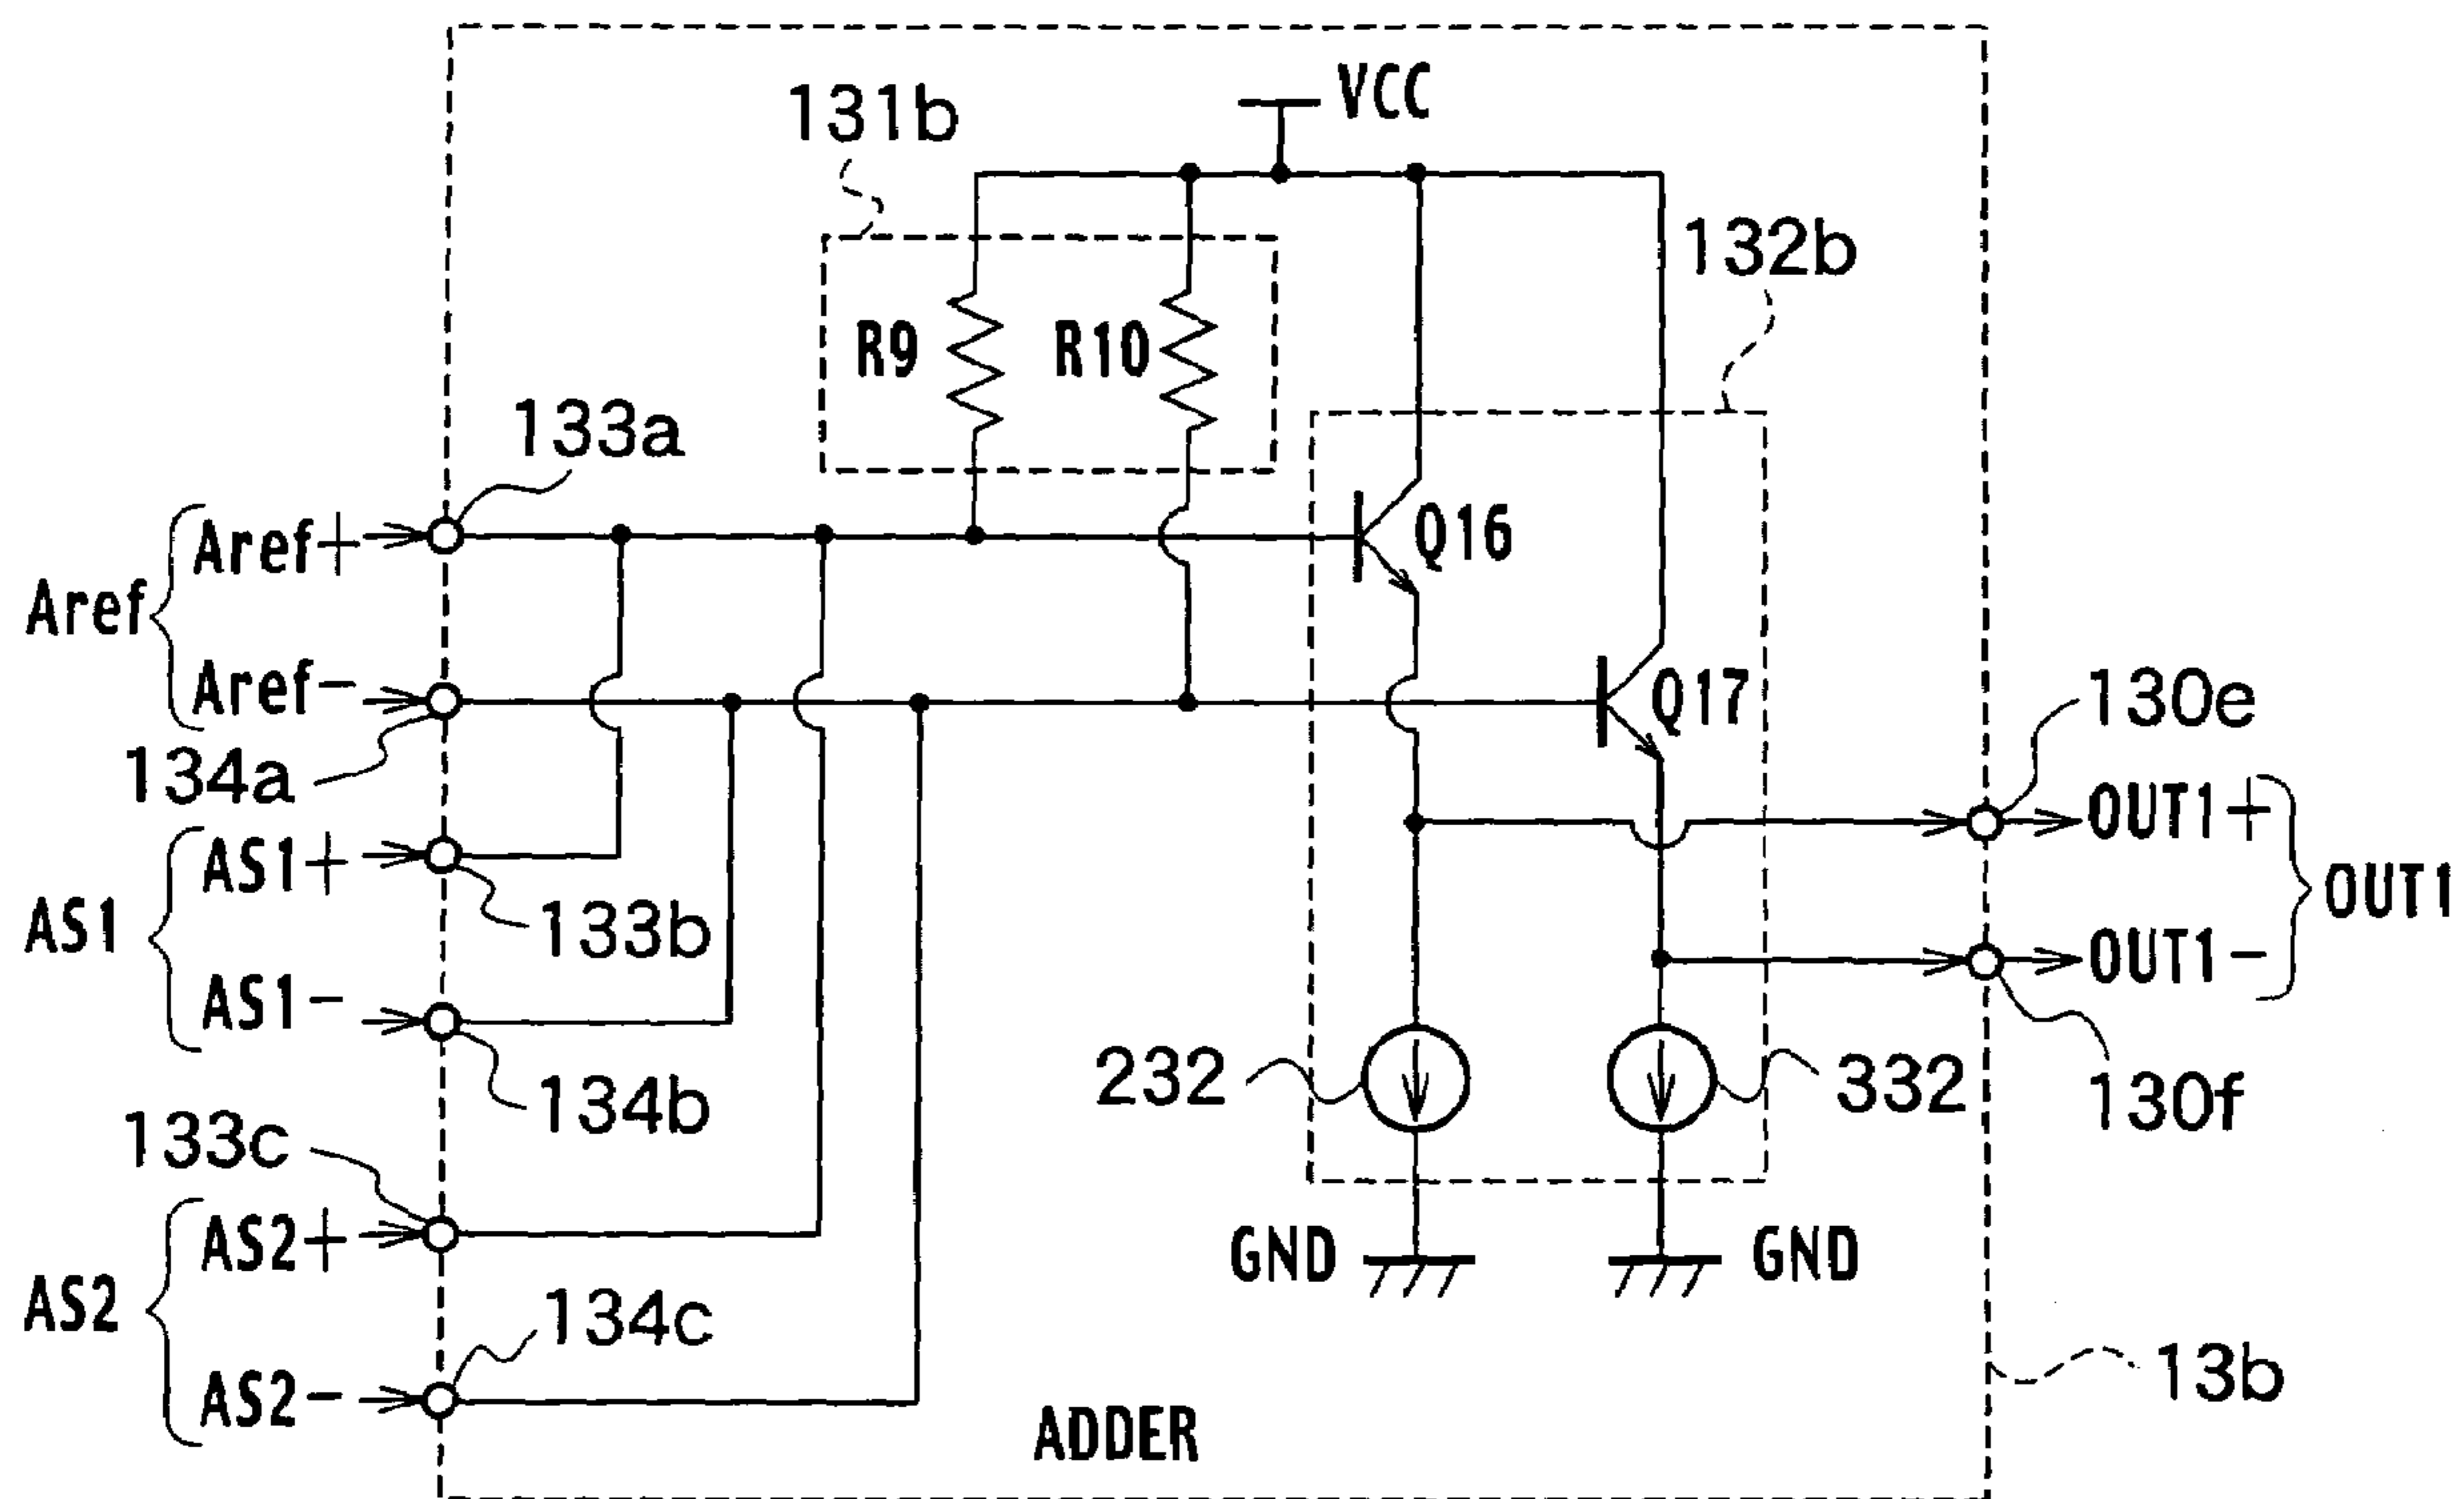 VCC
131b
132b
R9
R10
133a
Aref+
Q16
Aref
Aref−
Q17
130e
134a
OUT1+
AS1+
OUT1
AS1
133b
OUT1−
AS1−
232
332
134b
130f
133c
AS2+
GND
GND
AS2
134c
13b
AS2−
ADDER